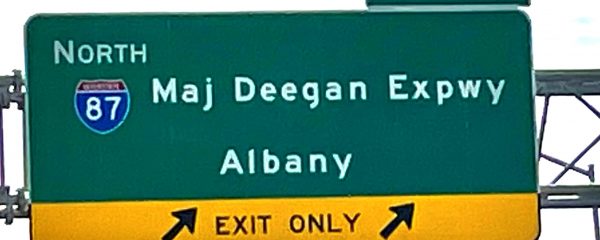 NORTH
87 Maj Deegan Expwy
Albany
EXIT ONLY